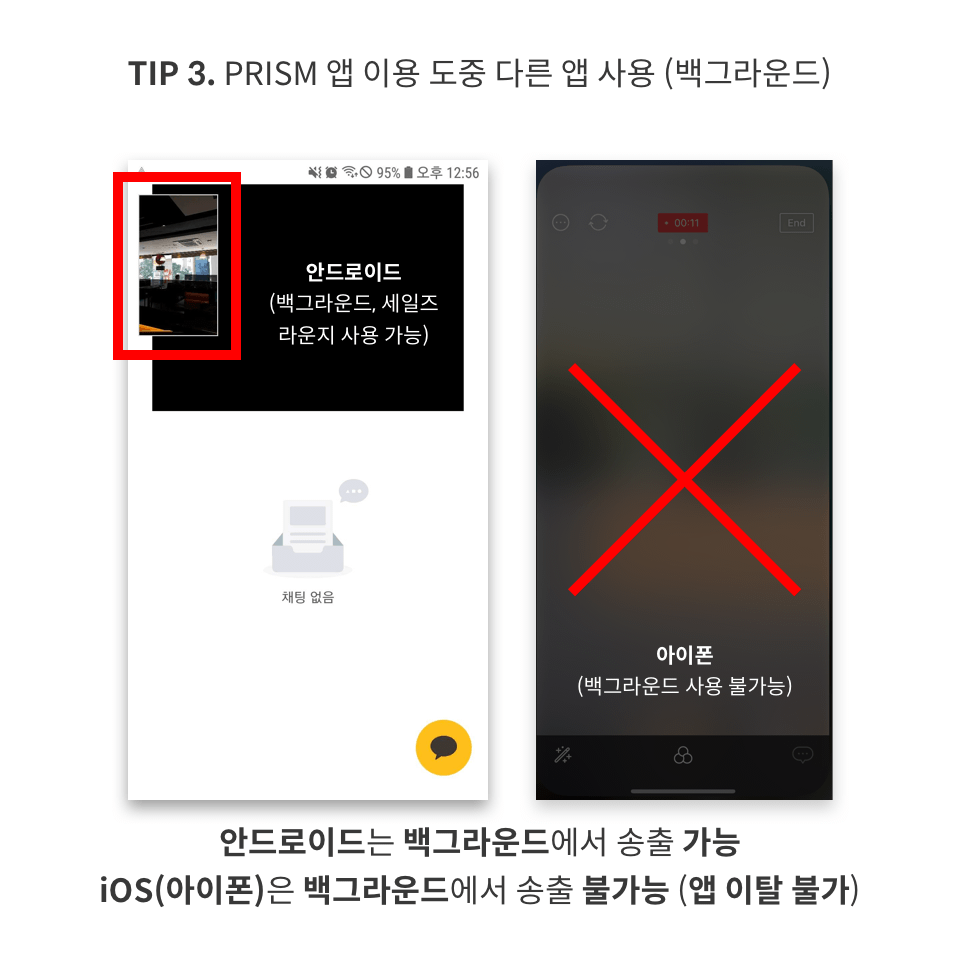 TIP 3. PRISM 앱 이용 도중 다른 앱 사용 (백그라운드)
95% 오후 12:56
안드로이드
(백그라운드, 세일즈
라운지 사용 가능)
채팅 없음
00:11
End
아이폰
(백그라운드 사용 불가능)
안드로이드는 백그라운드에서 송출 가능
iOS(아이폰)은 백그라운드에서 송출 불가능 (앱 이탈 불가)